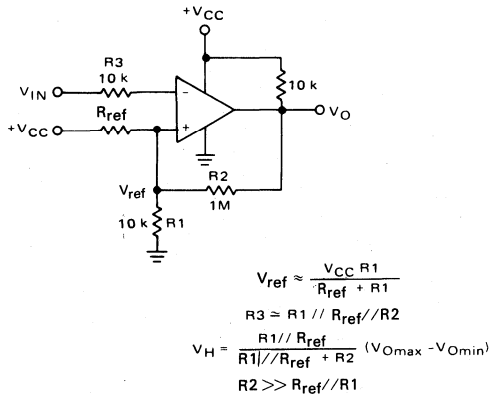 +VCC
R3
10 k
VIN
10 k
VO
Rref
+VCC
-
+
R2
1M
Vref
10 k
R1
Vref ≈ VCC R1 / Rref + R1
R3 ≃ R1 // Rref//R2
VH = R1// Rref / R1//Rref + R2 (VOmax -VOmin)
R2 >> Rref//R1